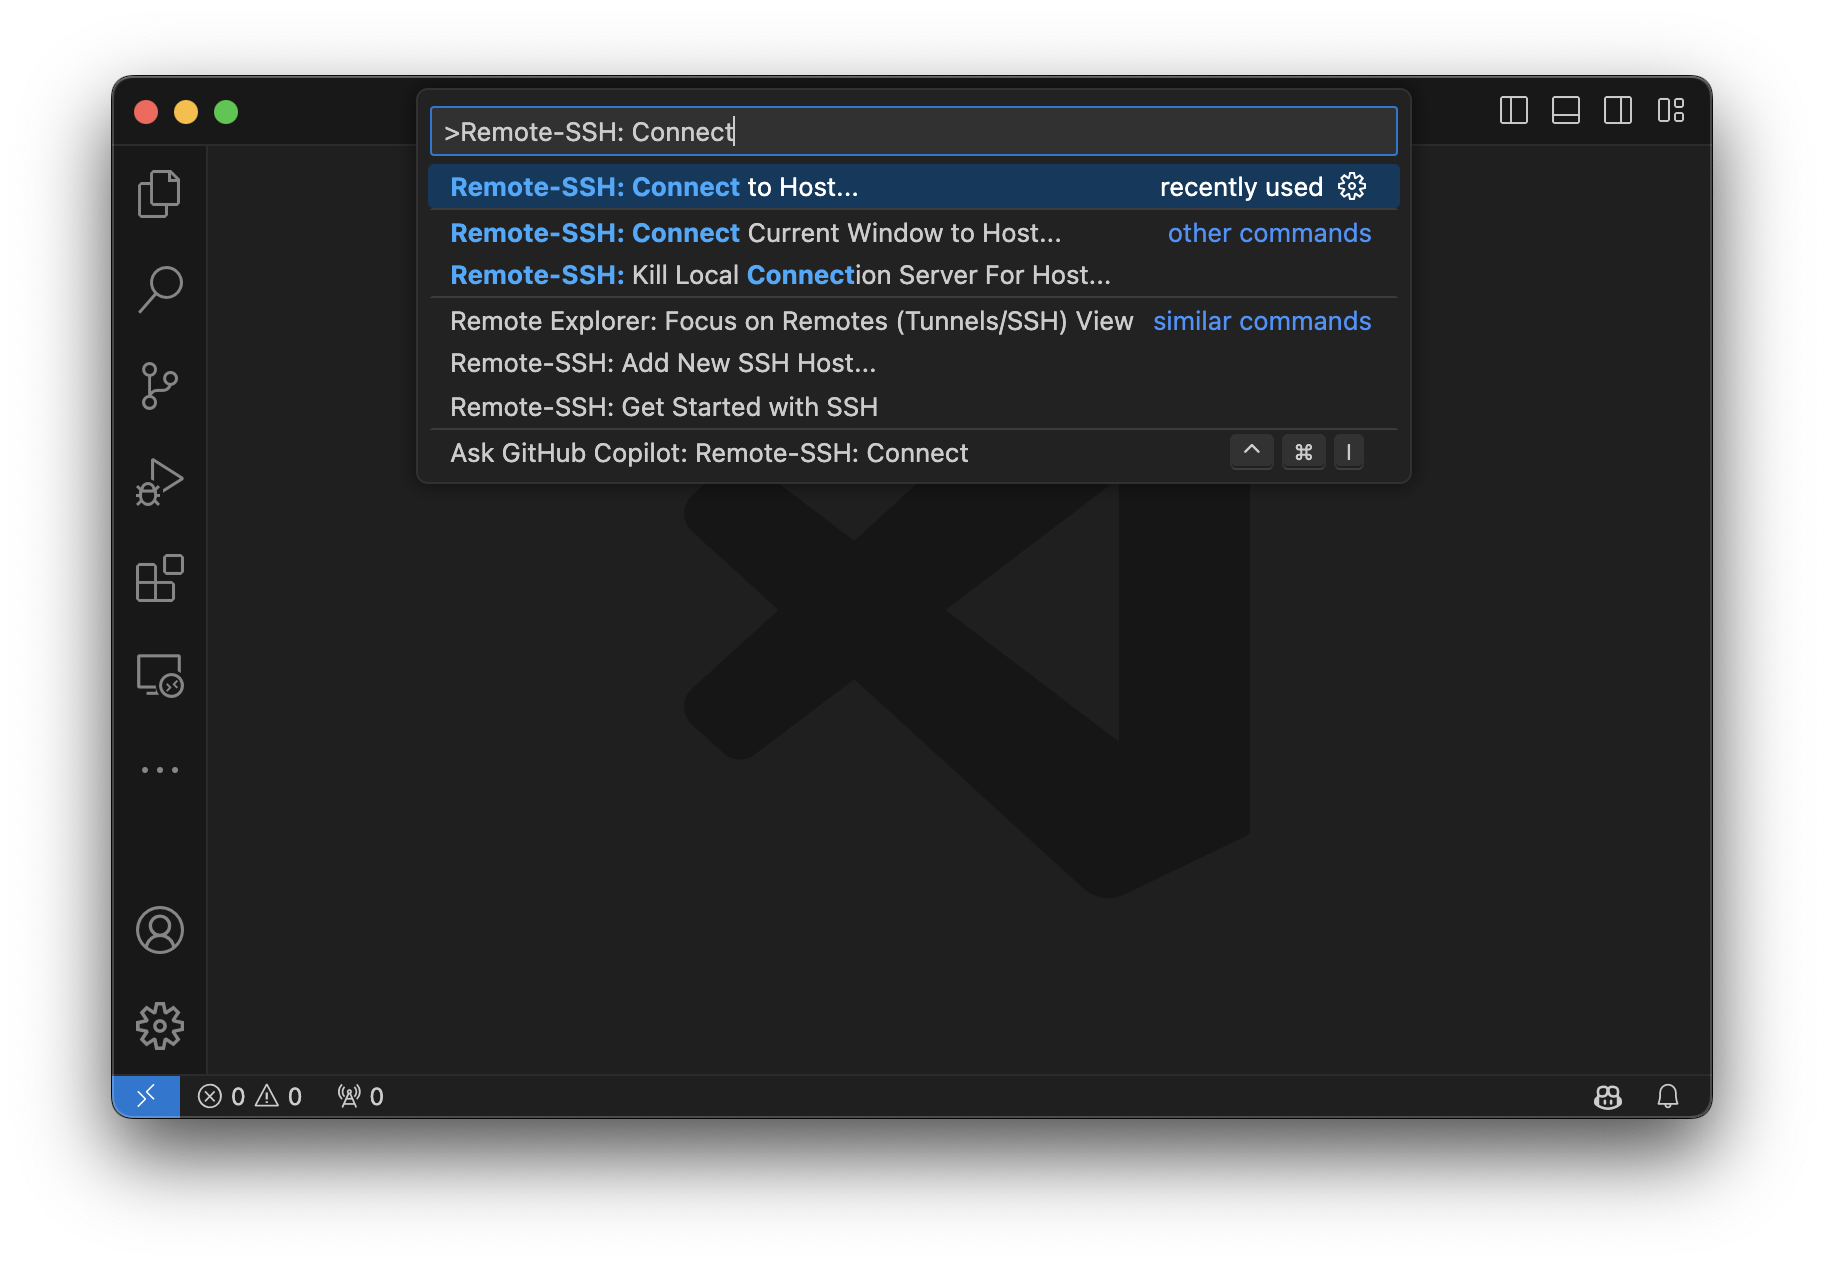 >Remote-SSH: Connect
Remote-SSH: Connect to Host... recently used
Remote-SSH: Connect Current Window to Host... other commands
Remote-SSH: Kill Local Connection Server For Host...
Remote Explorer: Focus on Remotes (Tunnels/SSH) View similar commands
Remote-SSH: Add New SSH Host...
Remote-SSH: Get Started with SSH
Ask GitHub Copilot: Remote-SSH: Connect ^ ⌘ I
0 0 0